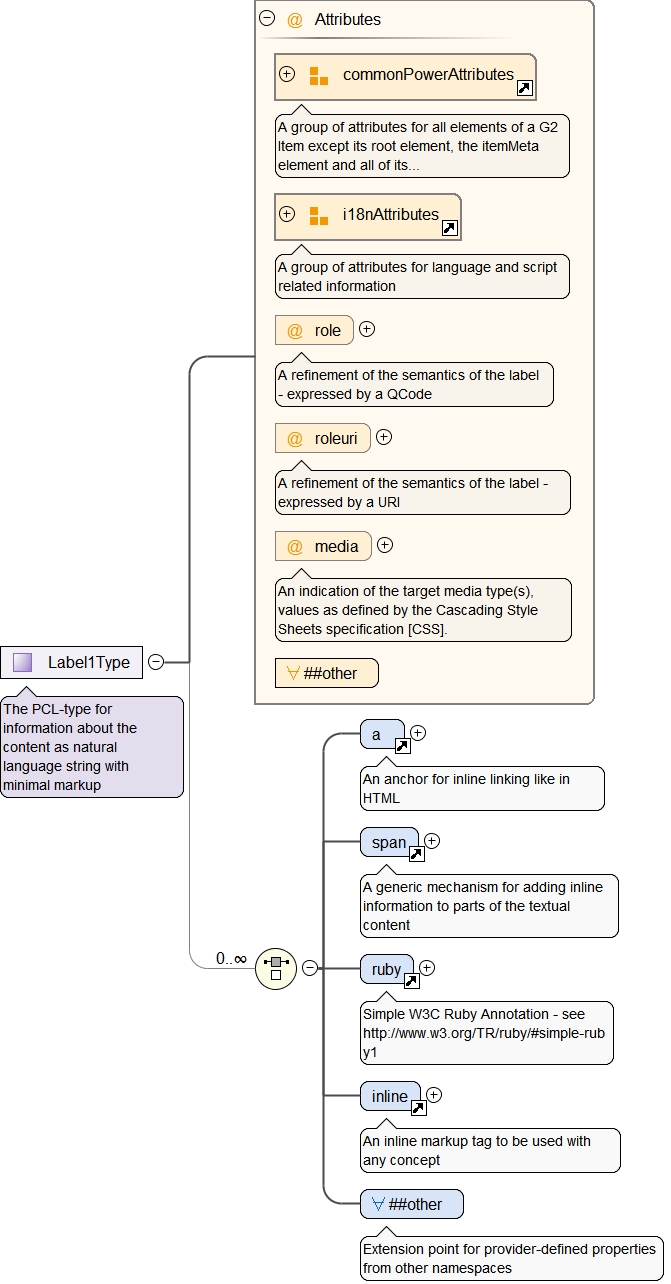 @ Attributes
commonPowerAttributes
A group of attributes for all elements of a G2
Item except its root element, the itemMeta
element and all of its...
i18nAttributes
A group of attributes for language and script
related information
@ role
A refinement of the semantics of the label
- expressed by a QCode
@ roleuri
A refinement of the semantics of the label -
expressed by a URI
@ media
An indication of the target media type(s),
values as defined by the Cascading Style
Sheets specification [CSS].
##other
Label1Type
The PCL-type for
information about the
content as natural
language string with
minimal markup
0..∞
a
An anchor for inline linking like in
HTML
span
A generic mechanism for adding inline
information to parts of the textual
content
ruby
Simple W3C Ruby Annotation - see
http://www.w3.org/TR/ruby/#simple-rub
y1
inline
An inline markup tag to be used with
any concept
##other
Extension point for provider-defined properties
from other namespaces